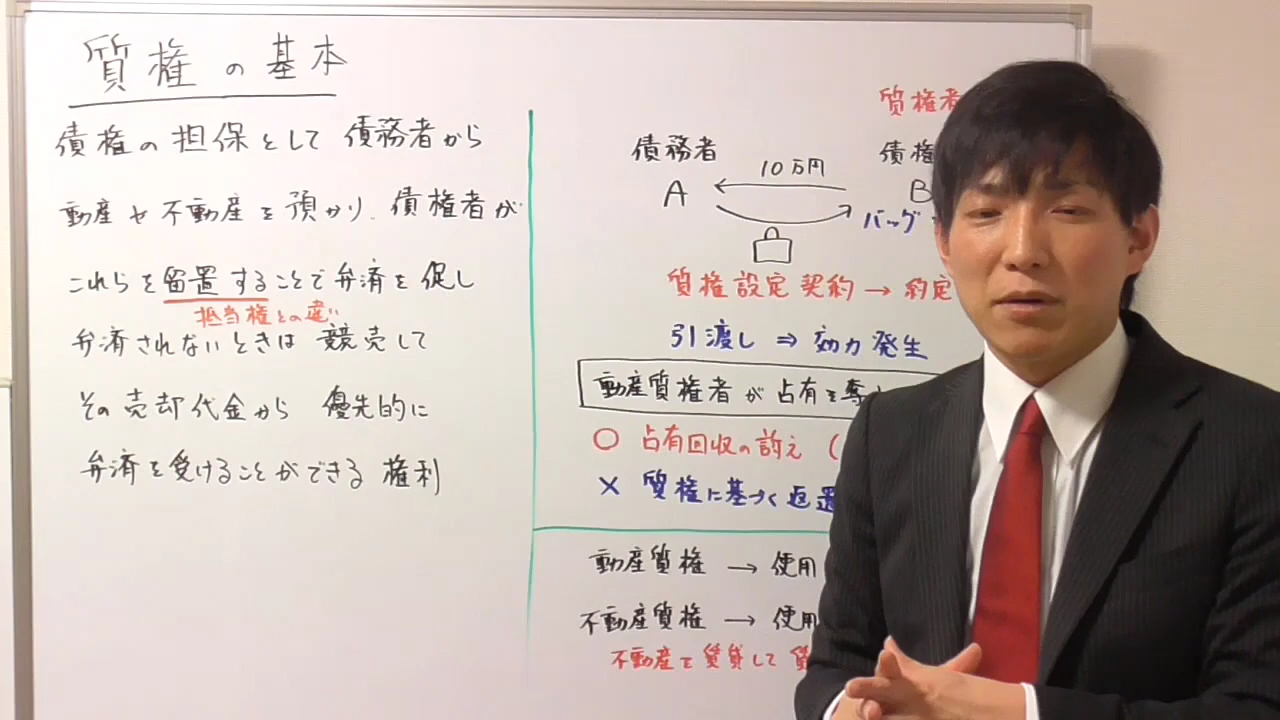 質権の基本
債権の担保として債務者から
動産や不動産を預かり、債権者が
これらを留置することで弁済を促し
抵当権との違い
弁済されないときは競売して
その売却代金から優先的に
弁済を受けることができる権利
質権者
債務者
債権
10万円
A
B
バッグ
質権設定契約→約定
引渡し⇒効力発生
動産質権者が占有を奪
○ 占有回収の訴え(
× 質権に基づく返還
動産質権→使用
不動産質権→使用
不動産を賃貸して